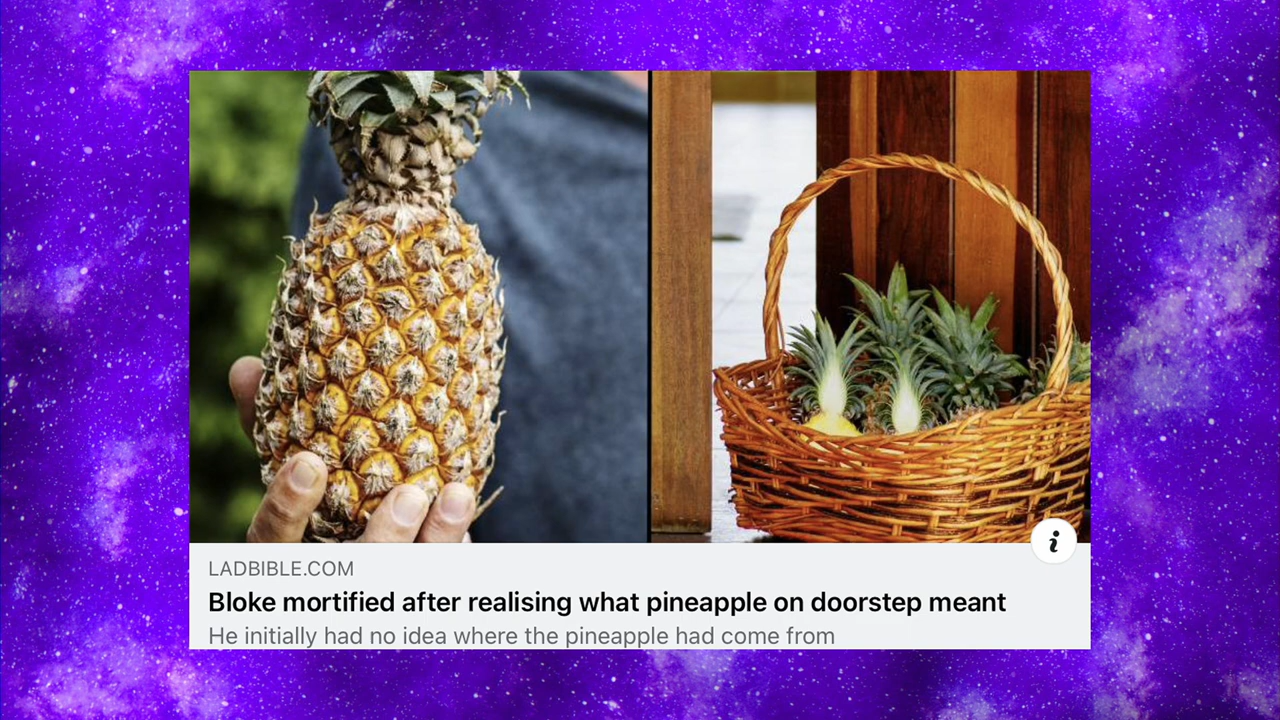 LADBIBLE.COM
Bloke mortified after realising what pineapple on doorstep meant
He initially had no idea where the pineapple had come from